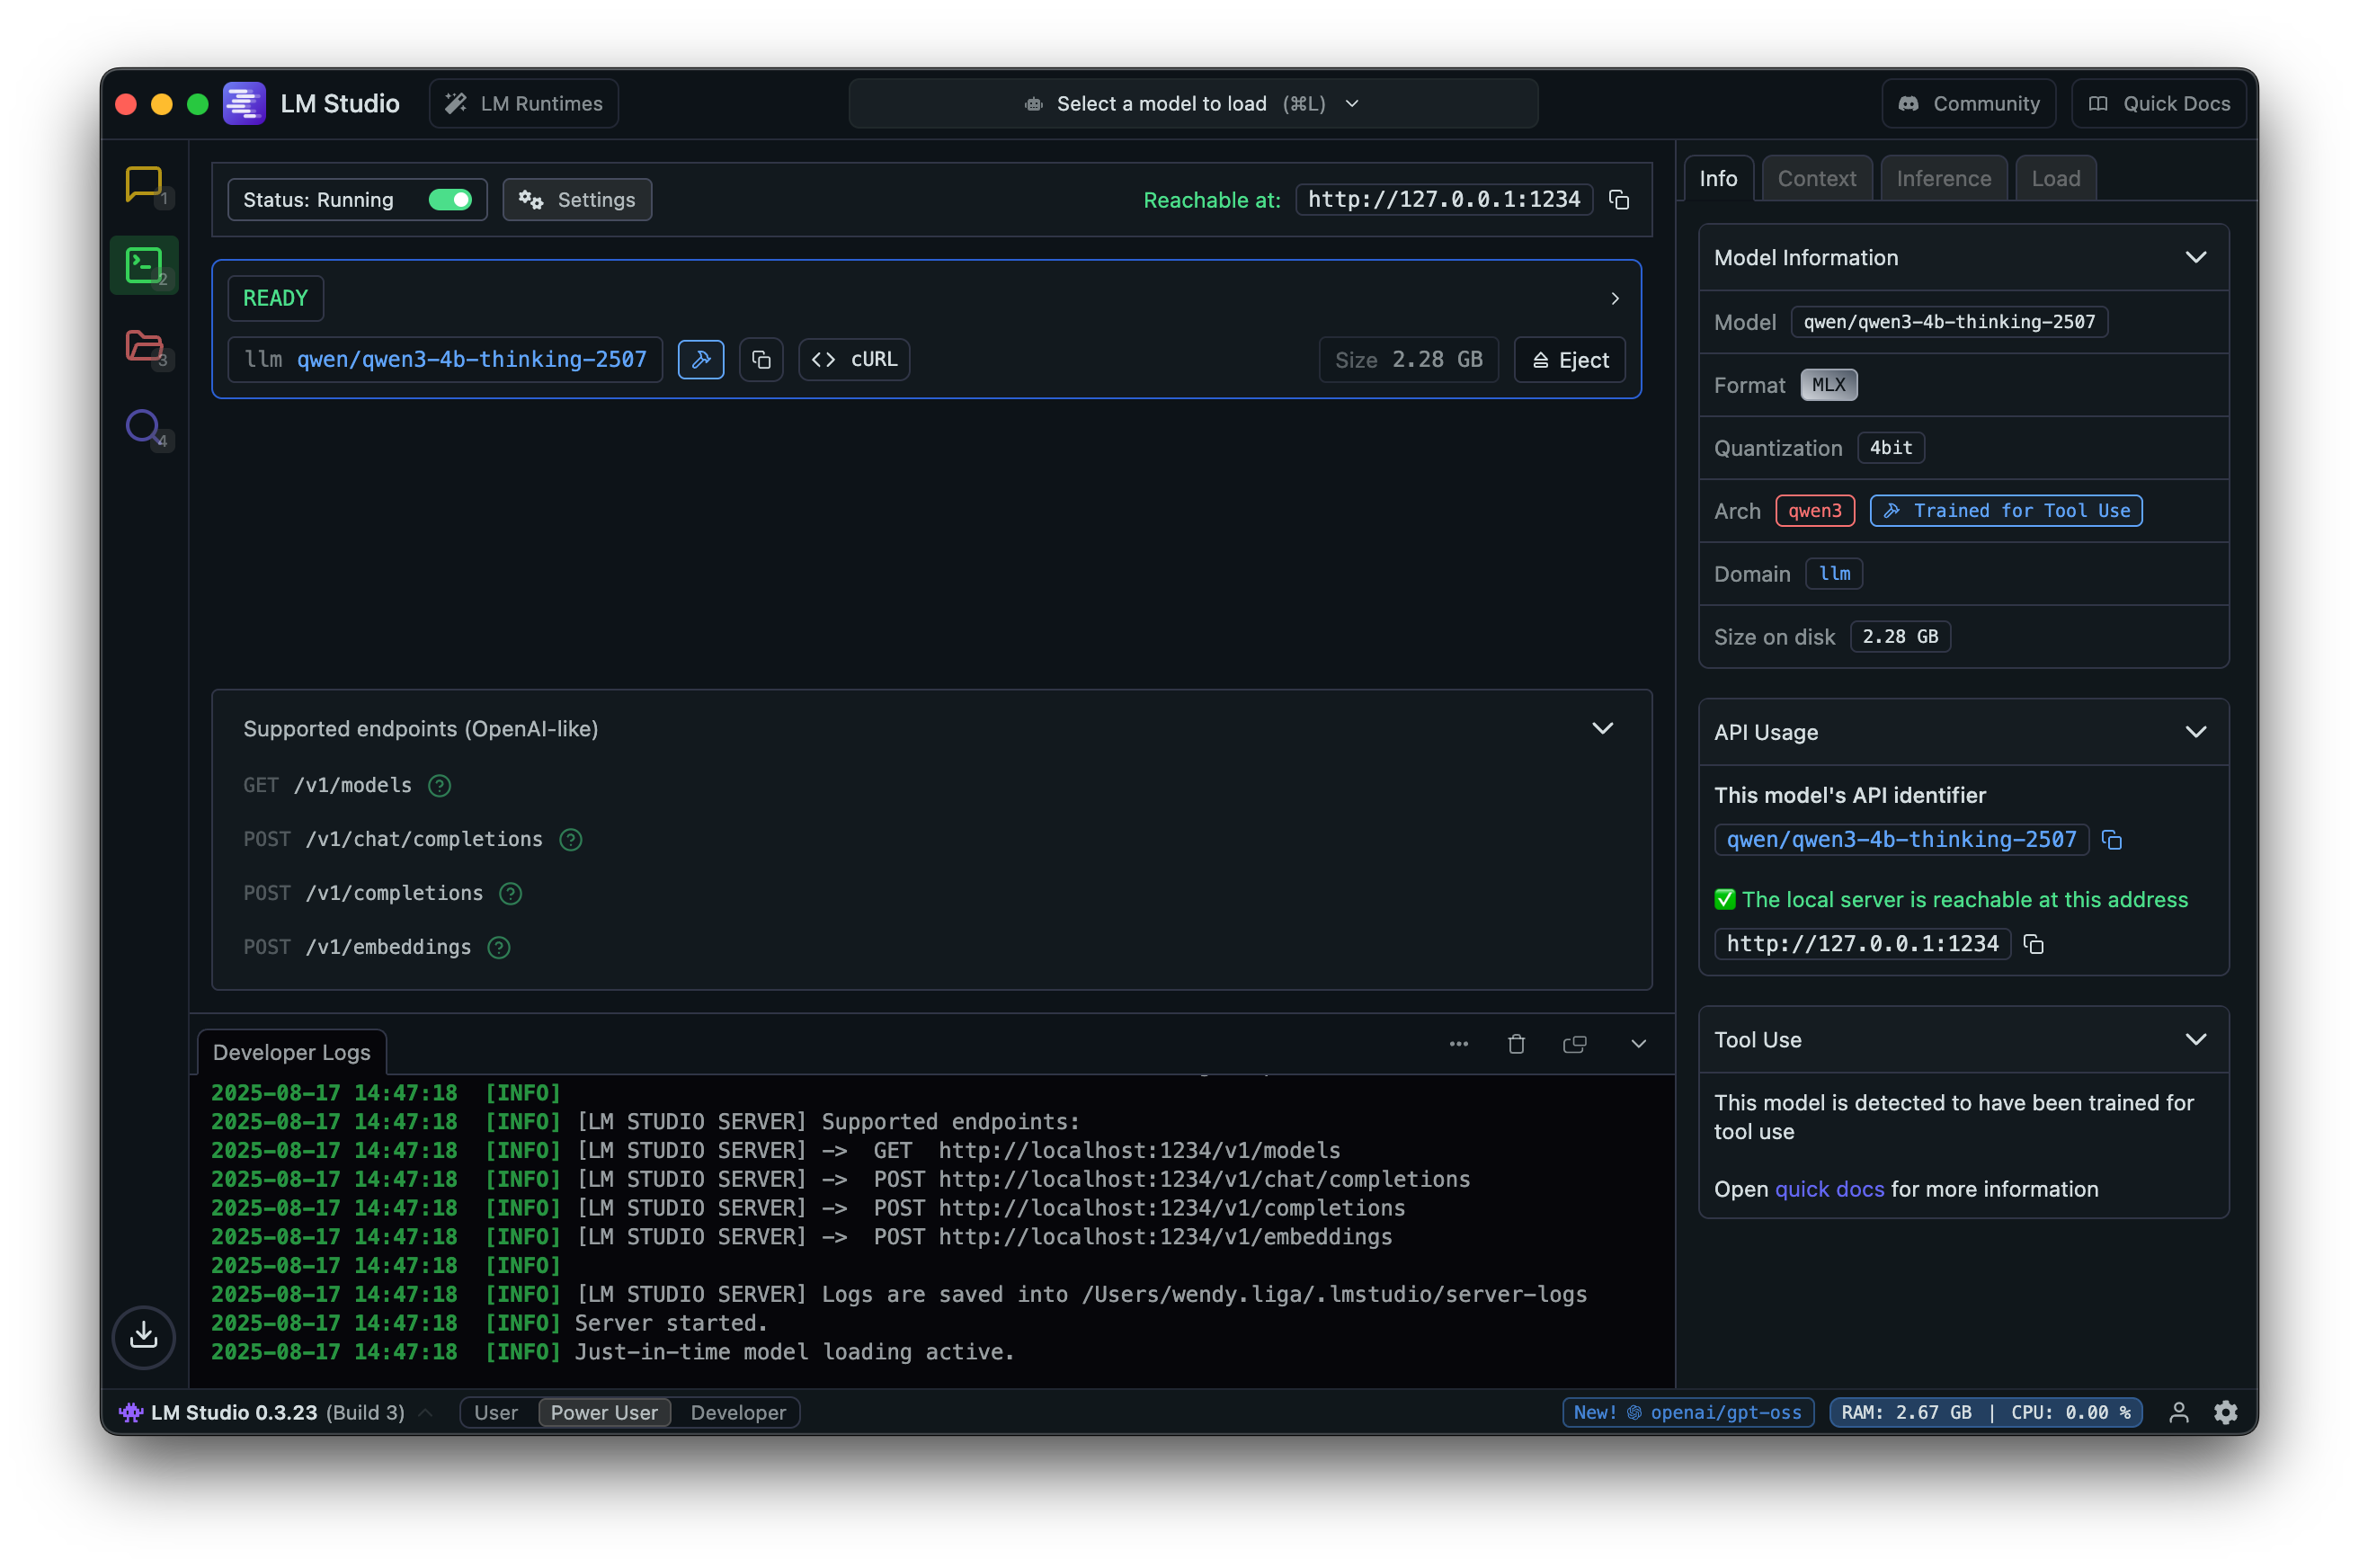 LM Studio
LM Runtimes
Select a model to load (⌘L)
Community
Quick Docs
1
2
3
4
Status: Running
Settings
Reachable at: http://127.0.0.1:1234
READY
llm qwen/qwen3-4b-thinking-2507
cURL
Size 2.28 GB
Eject
Supported endpoints (OpenAI-like)
GET /v1/models
POST /v1/chat/completions
POST /v1/completions
POST /v1/embeddings
Developer Logs
2025-08-17 14:47:18 [INFO]
2025-08-17 14:47:18 [INFO] [LM STUDIO SERVER] Supported endpoints:
2025-08-17 14:47:18 [INFO] [LM STUDIO SERVER] -> GET http://localhost:1234/v1/models
2025-08-17 14:47:18 [INFO] [LM STUDIO SERVER] -> POST http://localhost:1234/v1/chat/completions
2025-08-17 14:47:18 [INFO] [LM STUDIO SERVER] -> POST http://localhost:1234/v1/completions
2025-08-17 14:47:18 [INFO] [LM STUDIO SERVER] -> POST http://localhost:1234/v1/embeddings
2025-08-17 14:47:18 [INFO]
2025-08-17 14:47:18 [INFO] [LM STUDIO SERVER] Logs are saved into /Users/wendy.liga/.lmstudio/server-logs
2025-08-17 14:47:18 [INFO] Server started.
2025-08-17 14:47:18 [INFO] Just-in-time model loading active.
Info
Context
Inference
Load
Model Information
Model qwen/qwen3-4b-thinking-2507
Format MLX
Quantization 4bit
Arch qwen3 Trained for Tool Use
Domain llm
Size on disk 2.28 GB
API Usage
This model's API identifier
qwen/qwen3-4b-thinking-2507
✅ The local server is reachable at this address
http://127.0.0.1:1234
Tool Use
This model is detected to have been trained for
tool use
Open quick docs for more information
LM Studio 0.3.23 (Build 3)
User
Power User
Developer
New! openai/gpt-oss
RAM: 2.67 GB | CPU: 0.00 %